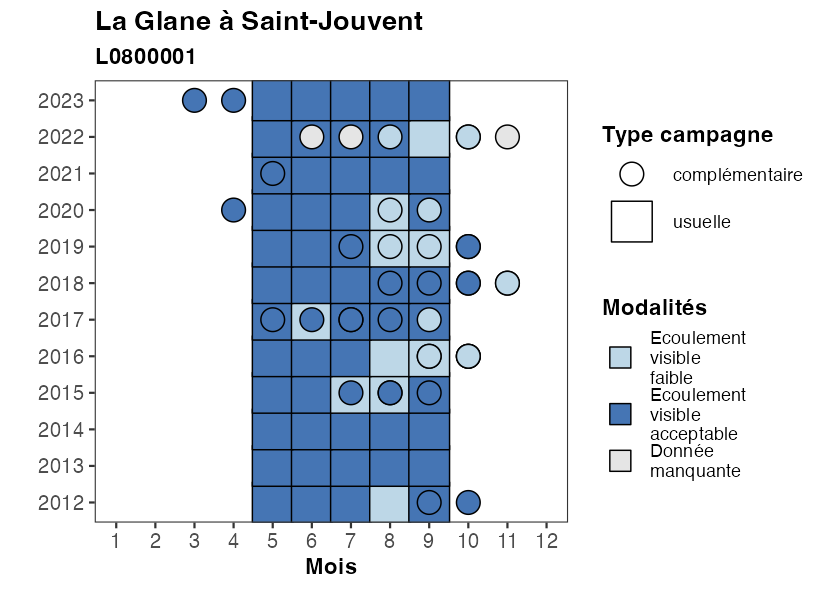 La Glane à Saint-Jouvent
L0800001
2023
2022
2021
2020
2019
2018
2017
2016
2015
2014
2013
2012
1 2 3 4 5 6 7 8 9 10 11 12
Mois
Type campagne
complémentaire
usuelle
Modalités
Ecoulement
visible
faible
Ecoulement
visible
acceptable
Donnée
manquante